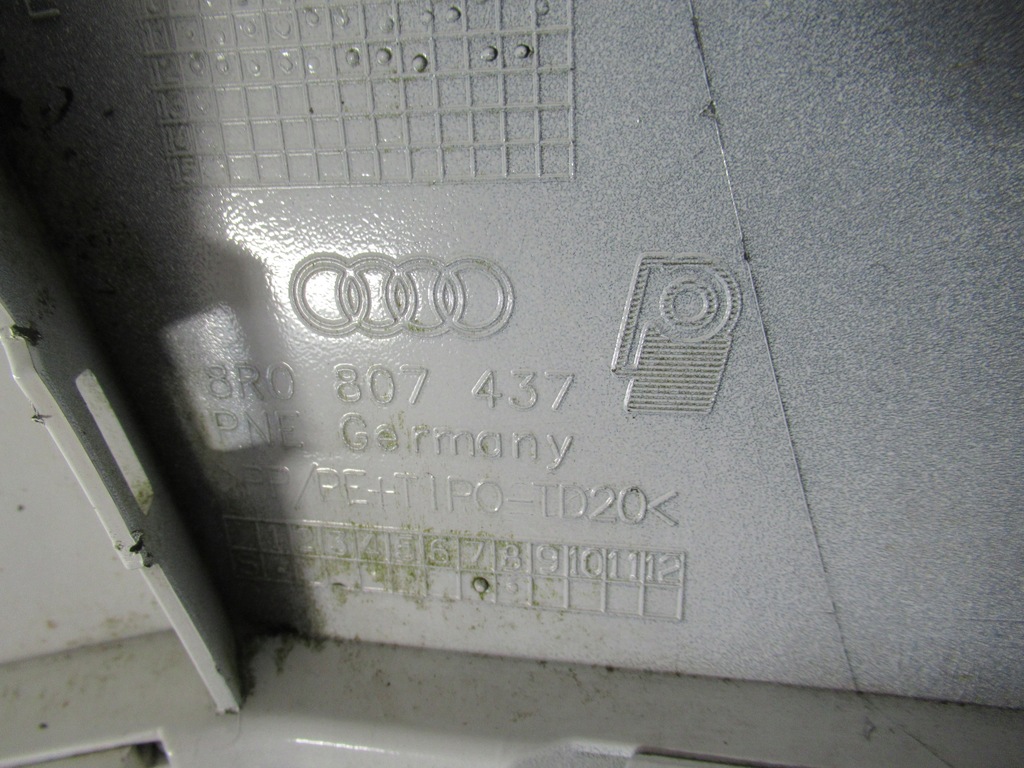 8R0 807 437
PNE Germany
PP/PE+T1PO-TD20<
1 2 3 4 5 6 7 8 9 10 11 12